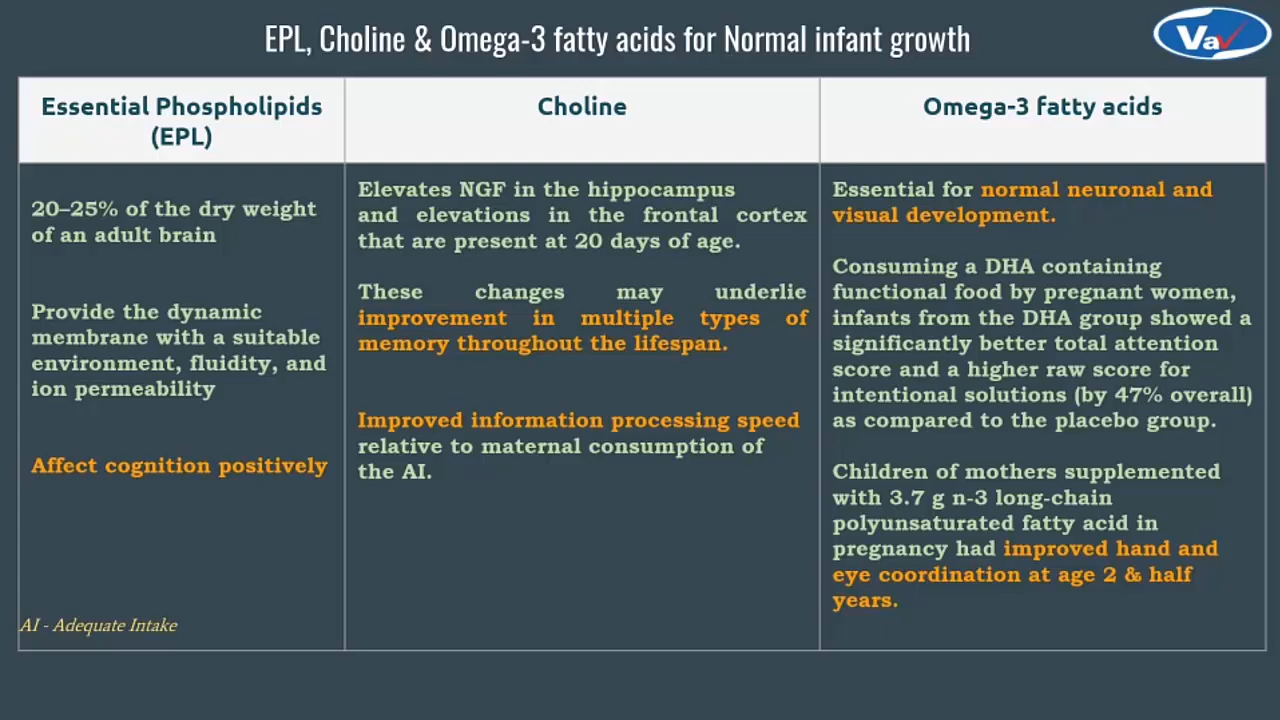 EPL, Choline & Omega-3 fatty acids for Normal infant growth
Vav
Essential Phospholipids
(EPL)
Choline
Omega-3 fatty acids
20–25% of the dry weight
of an adult brain
Provide the dynamic
membrane with a suitable
environment, fluidity, and
ion permeability
Affect cognition positively
AI - Adequate Intake
Elevates NGF in the hippocampus
and elevations in the frontal cortex
that are present at 20 days of age.
These changes may underlie
improvement in multiple types of
memory throughout the lifespan.
Improved information processing speed
relative to maternal consumption of
the AI.
Essential for normal neuronal and
visual development.
Consuming a DHA containing
functional food by pregnant women,
infants from the DHA group showed a
significantly better total attention
score and a higher raw score for
intentional solutions (by 47% overall)
as compared to the placebo group.
Children of mothers supplemented
with 3.7 g n-3 long-chain
polyunsaturated fatty acid in
pregnancy had improved hand and
eye coordination at age 2 & half
years.